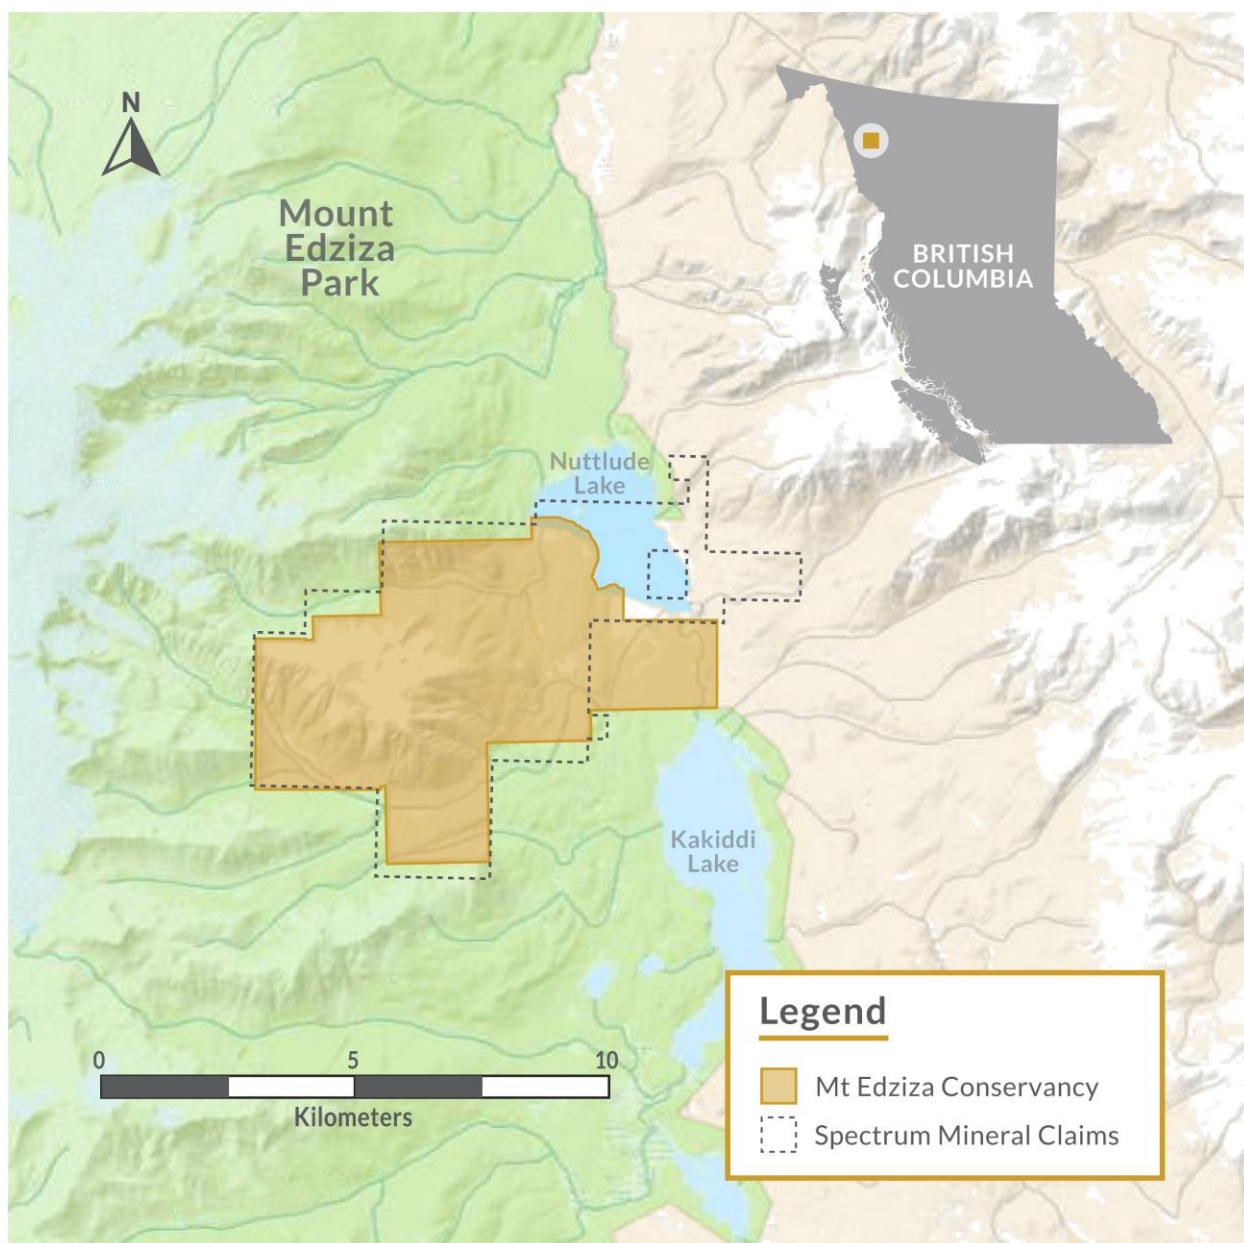 N
Mount
Edziza
Park
BRITISH
COLUMBIA
Nuttlude
Lake
Kakiddi
Lake
0 5 10
Kilometers
Legend
Mt Edziza Conservancy
Spectrum Mineral Claims